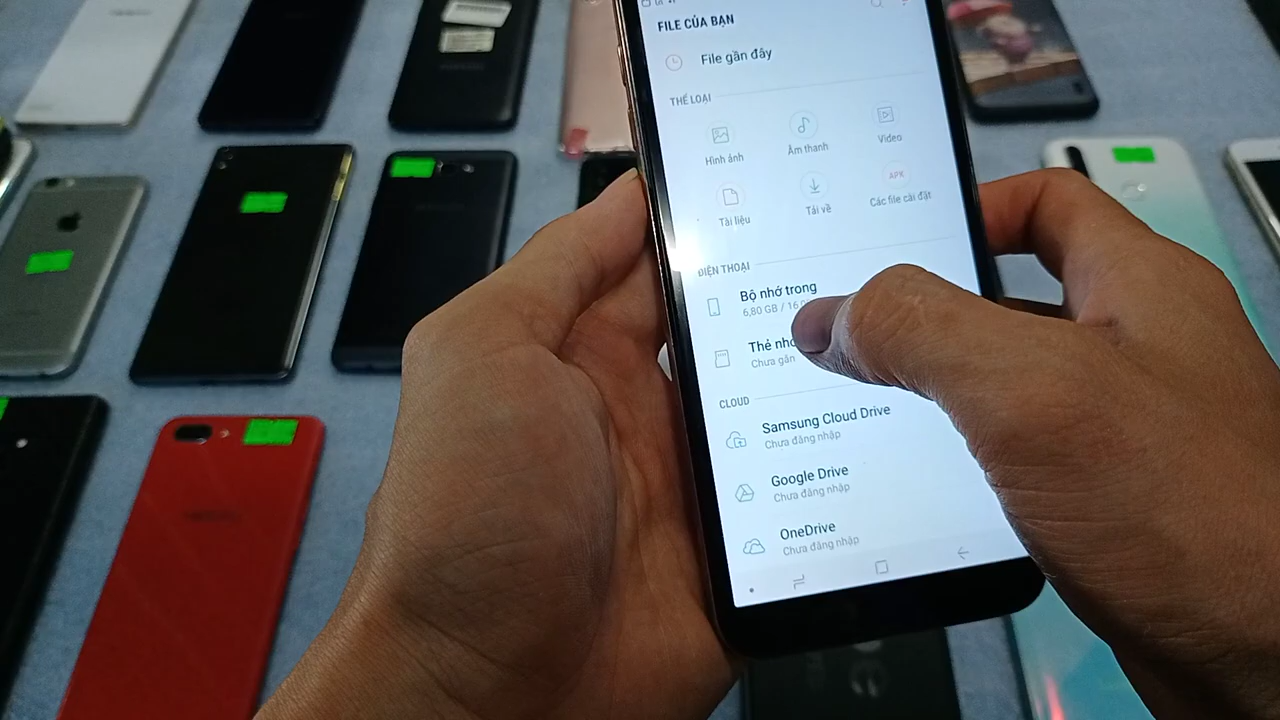 FILE CỦA BẠN
File gần đây
THỂ LOẠI
Hình ảnh
Âm thanh
Video
APK
Tài liệu
Tải về
Các file cài đặt
ĐIỆN THOẠI
Bộ nhớ trong
6,80 GB / 16,0
Thẻ nhớ
Chưa gắn
CLOUD
Samsung Cloud Drive
Chưa đăng nhập
Google Drive
Chưa đăng nhập
OneDrive
Chưa đăng nhập